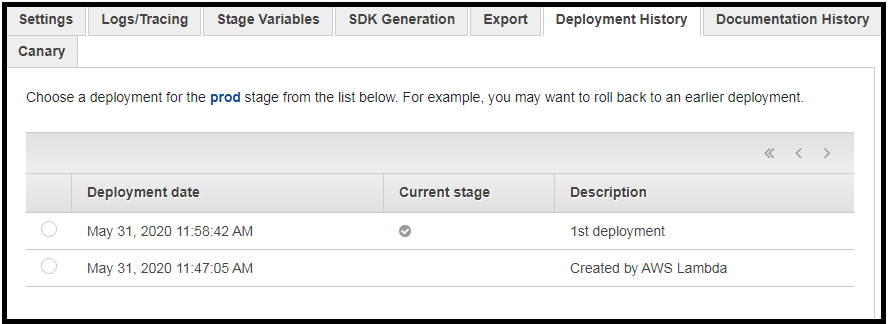 Settings Logs/Tracing Stage Variables SDK Generation Export Deployment History Documentation History
Canary
Choose a deployment for the prod stage from the list below. For example, you may want to roll back to an earlier deployment.
Deployment date Current stage Description
May 31, 2020 11:58:42 AM 1st deployment
May 31, 2020 11:47:05 AM Created by AWS Lambda